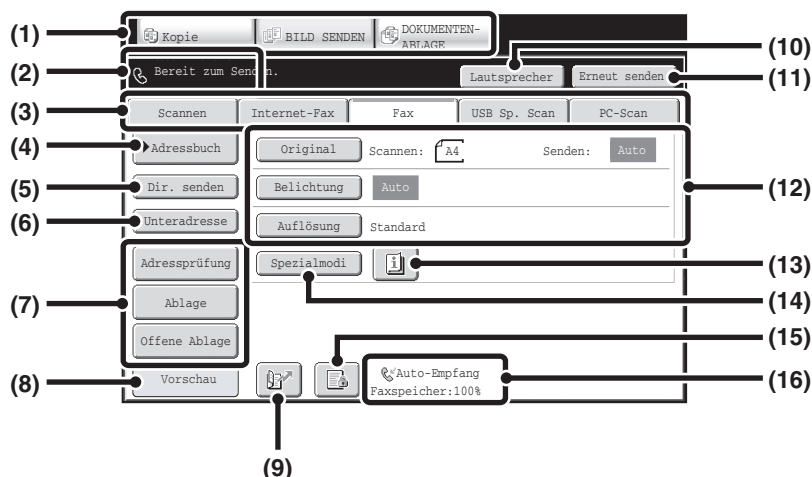 (1) Kopie BILD SENDEN DOKUMENTEN-
ABLAGE
(2) Bereit zum Senden. Lautsprecher Erneut senden (10)
(11)
(3) Scannen Internet-Fax Fax USB Sp. Scan PC-Scan
(4) Adressbuch Original Scannen: A4 Senden: Auto
(5) Dir. senden Belichtung Auto (12)
(6) Unteradresse Auflösung Standard
Adressprüfung Spezialmodi (13)
(7) Ablage (14)
Offene Ablage (15)
(8) Vorschau Auto-Empfang (16)
Faxspeicher:100%
(9)